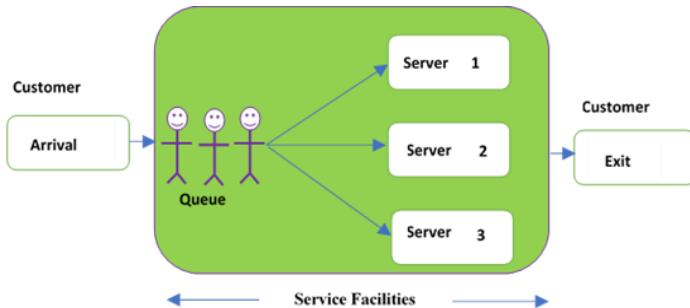 Customer
Arrival
Queue
Server 1
Server 2
Server 3
Customer
Exit
Service Facilities